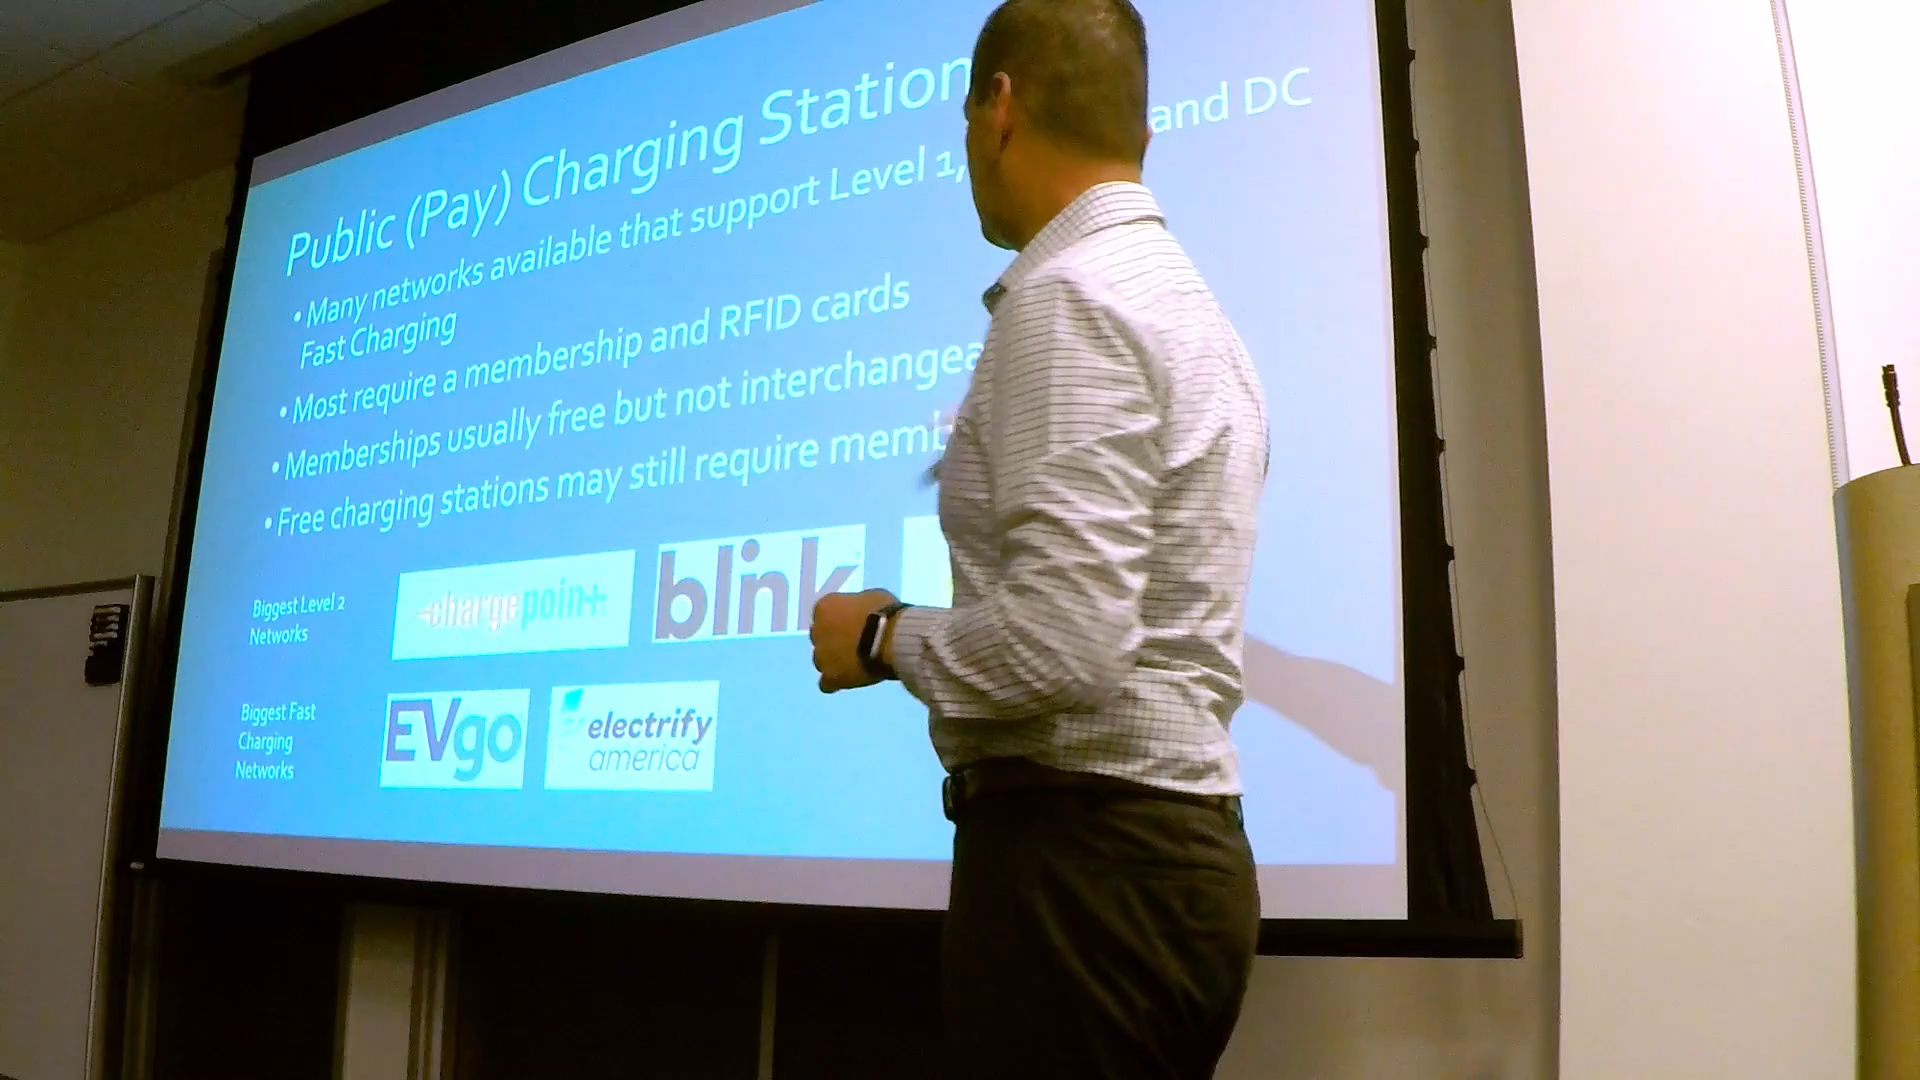 Public (Pay) Charging Station
• Many networks available that support Level 1, and DC
Fast Charging
• Most require a membership and RFID cards
• Memberships usually free but not interchangea
• Free charging stations may still require memb
Biggest Level 2
Networks
-chargepoin+
blink
Biggest Fast
Charging
Networks
EVgo
electrify
america